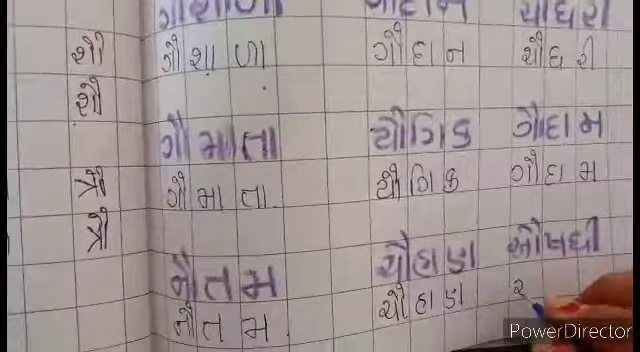 ગૌશાળા ગૌદાન ચૌધરી
શૌ ગૌશાળા ગૌદાન ચૌધરી
શૌ
ગૌમાતા યૌગિક ગૌદામ
ગૌમાતા યૌગિક ગૌદામ
નૌતમ ચૌહાણ ઔષધી
નૌતમ ચૌહાણ
PowerDirector